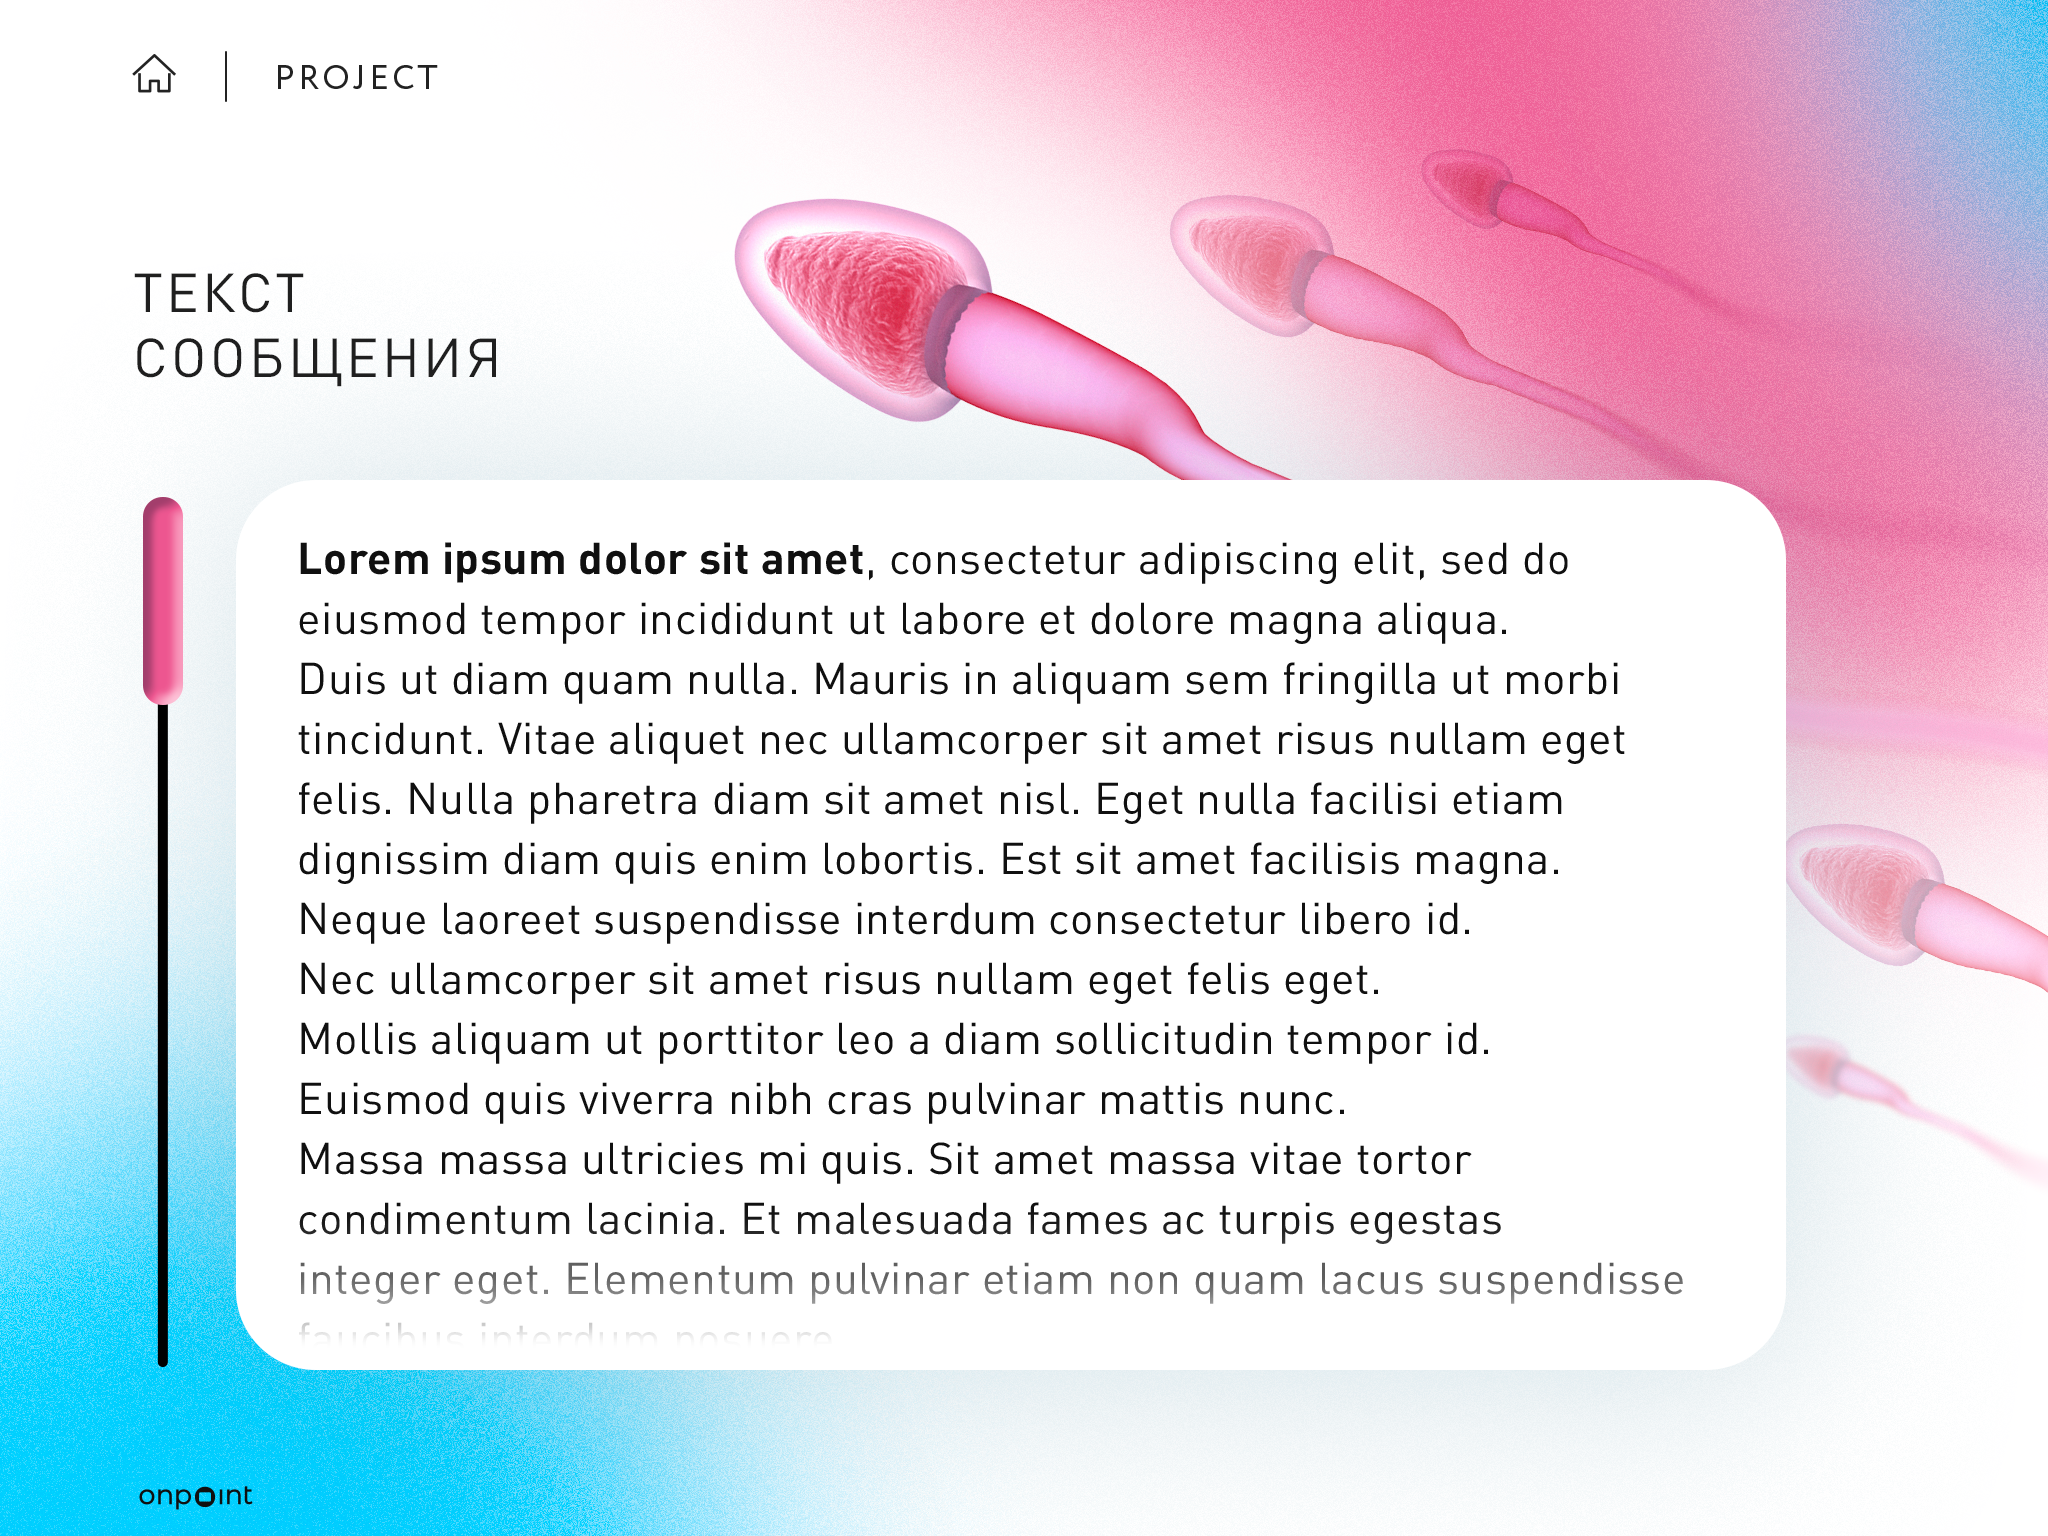 PROJECT
ТЕКСТ
СООБЩЕНИЯ
Lorem ipsum dolor sit amet, consectetur adipiscing elit, sed do
eiusmod tempor incididunt ut labore et dolore magna aliqua.
Duis ut diam quam nulla. Mauris in aliquam sem fringilla ut morbi
tincidunt. Vitae aliquet nec ullamcorper sit amet risus nullam eget
felis. Nulla pharetra diam sit amet nisl. Eget nulla facilisi etiam
dignissim diam quis enim lobortis. Est sit amet facilisis magna.
Neque laoreet suspendisse interdum consectetur libero id.
Nec ullamcorper sit amet risus nullam eget felis eget.
Mollis aliquam ut porttitor leo a diam sollicitudin tempor id.
Euismod quis viverra nibh cras pulvinar mattis nunc.
Massa massa ultricies mi quis. Sit amet massa vitae tortor
condimentum lacinia. Et malesuada fames ac turpis egestas
integer eget. Elementum pulvinar etiam non quam lacus suspendisse
faucibus interdum posuere
onpoint